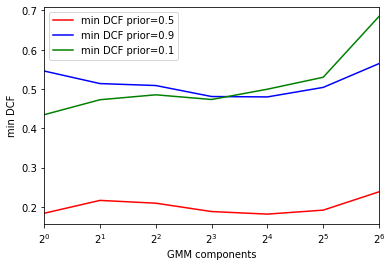 0.7
0.6
0.5
0.4
0.3
0.2
min DCF
min DCF prior=0.5
min DCF prior=0.9
min DCF prior=0.1
2^0 2^1 2^2 2^3 2^4 2^5 2^6
GMM components